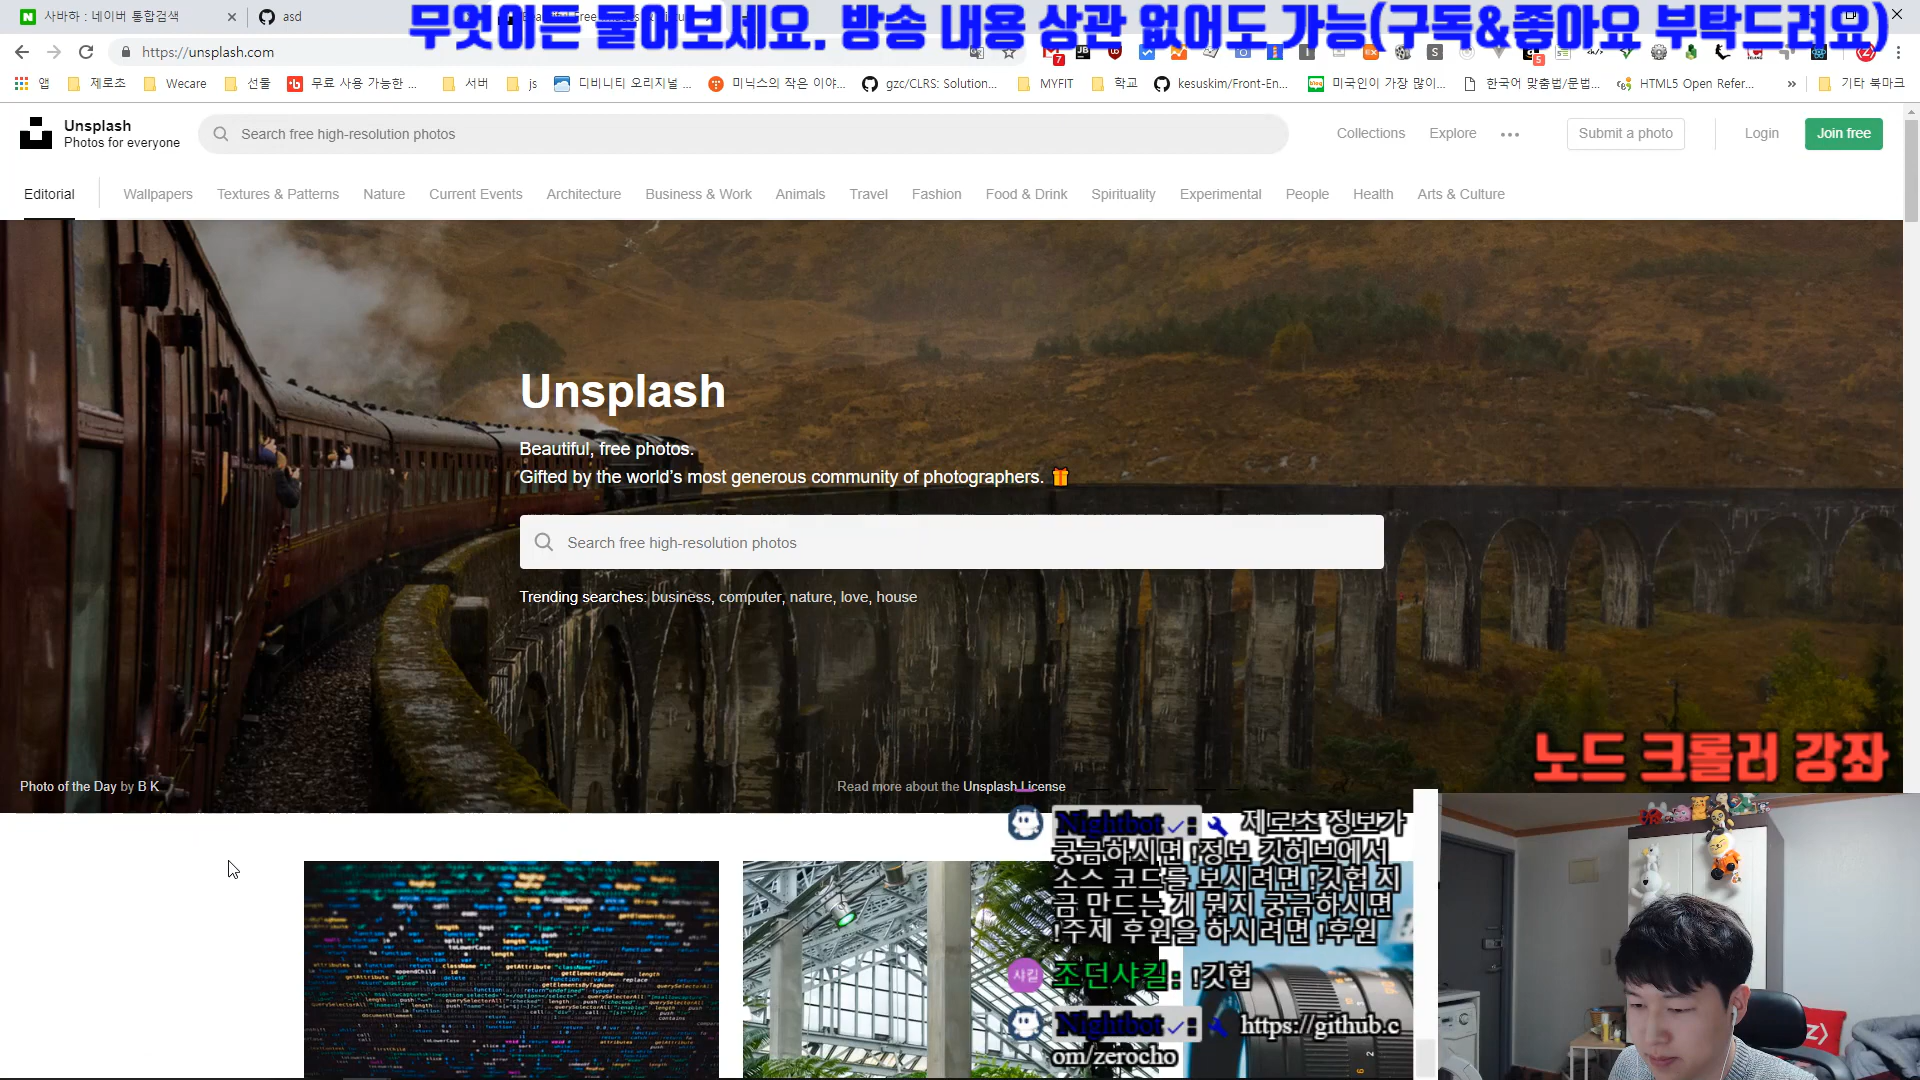 사바하 : 네이버 통합검색
asd
무엇이든 물어보세요. 방송 내용 상관 없어도 가능(구독&좋아요 부탁드려요)
https://unsplash.com
앱
제로초
Wecare
선물
무료 사용 가능한 ...
서버
js
디비니티 오리지널 ...
미닉스의 작은 이야...
gzc/CLRS: Solution...
MYFIT
학교
kesuskim/Front-En...
미국인이 가장 많이...
한국어 맞춤법/문법...
HTML5 Open Refer...
»
기타 북마크
Unsplash
Photos for everyone
Search free high-resolution photos
Collections
Explore
Submit a photo
Login
Join free
Editorial
Wallpapers
Textures & Patterns
Nature
Current Events
Architecture
Business & Work
Animals
Travel
Fashion
Food & Drink
Spirituality
Experimental
People
Health
Arts & Culture
Unsplash
Beautiful, free photos.
Gifted by the world's most generous community of photographers.
Search free high-resolution photos
Trending searches: business, computer, nature, love, house
노드 크롤러 강좌
Photo of the Day by B K
Read more about the Unsplash License
Nightbot : 제로초 정보가
궁금하시면 !정보 깃허브에서
소스 코드를 보시려면 !깃헙 지
금 만드는 게 뭔지 궁금하시면
!주제 후원을 하시려면 !후원
샤킬 조던샤킬: !깃헙
Nightbot : https://github.c
om/zerocho